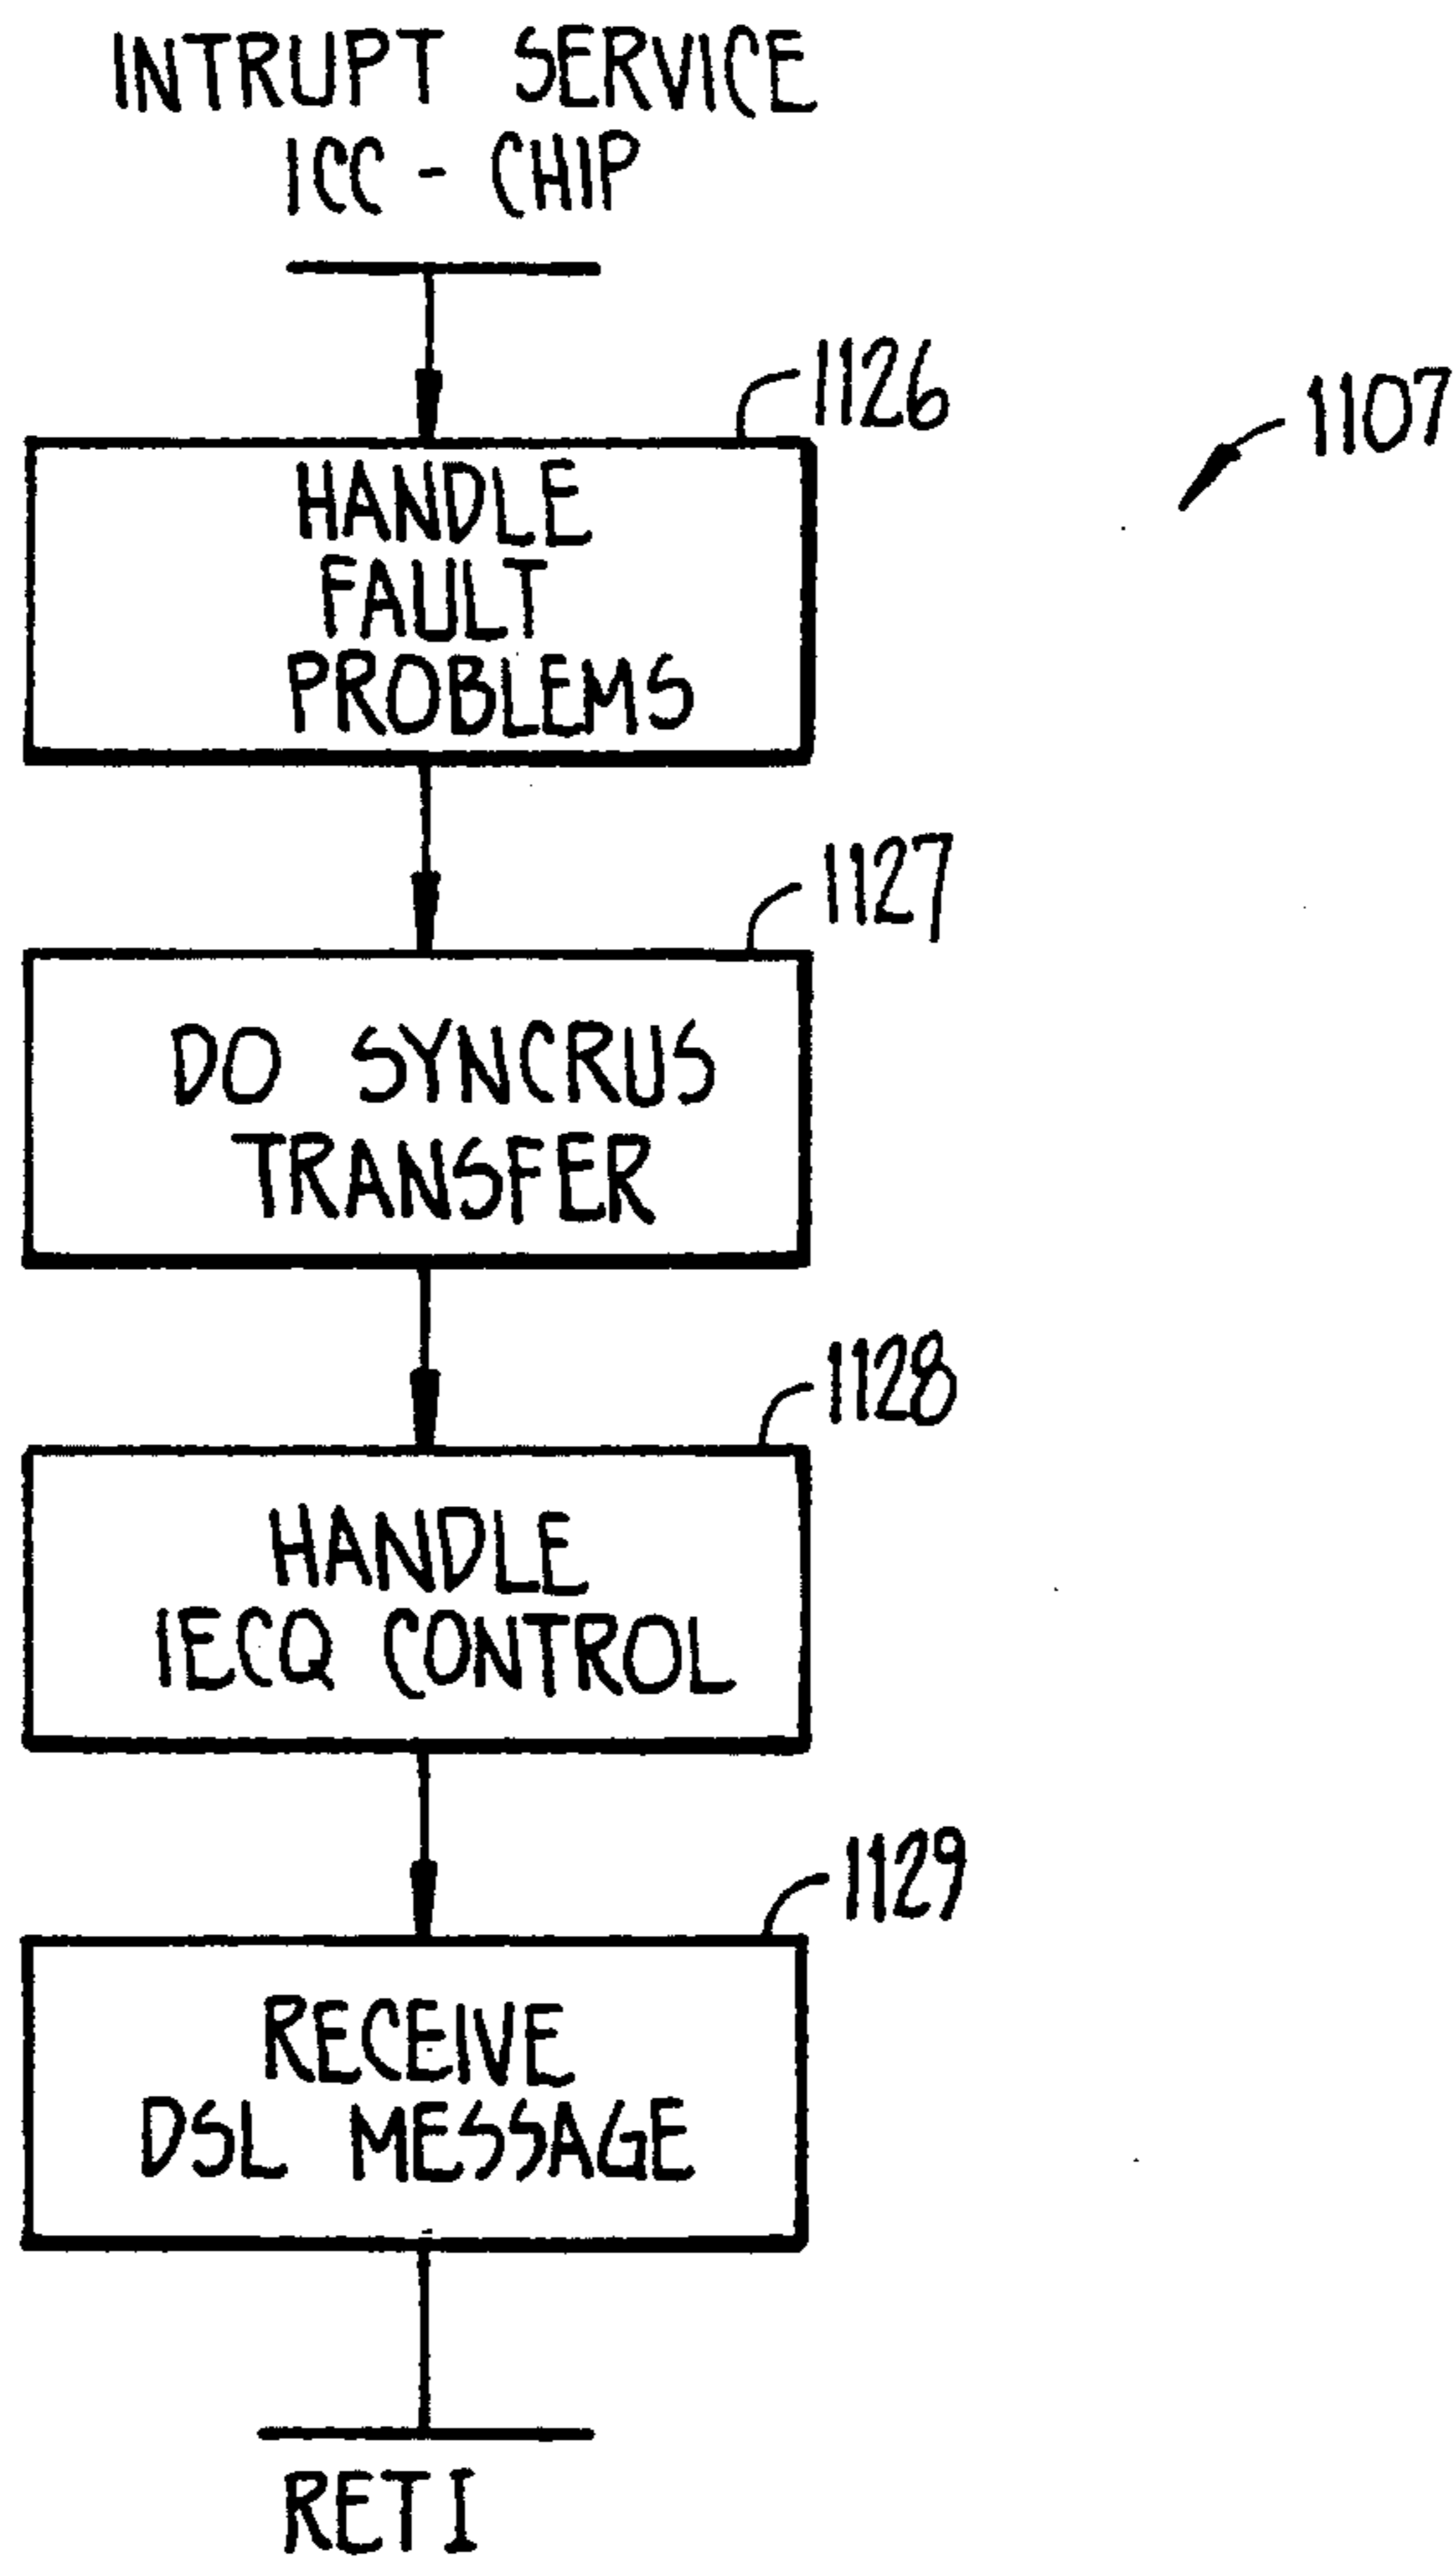 INTRUPT SERVICE
ICC - CHIP
1126
1107
HANDLE
FAULT
PROBLEMS
1127
DO SYNCRUS
TRANSFER
1128
HANDLE
IECQ CONTROL
1129
RECEIVE
DSL MESSAGE
RETI